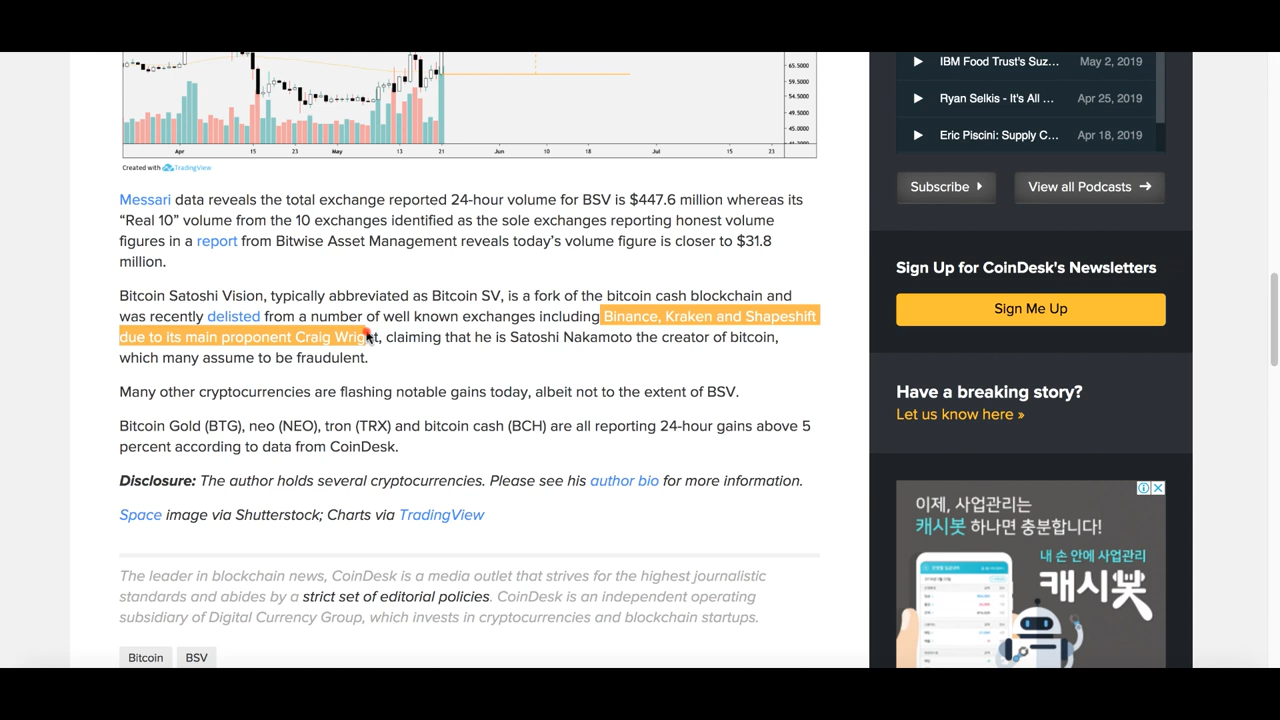 65.5000
59.5000
54.5000
49.5000
45.0000
Apr
15
23
May
13
21
Jun
10
18
Jul
15
23
Created with TradingView
Messari data reveals the total exchange reported 24-hour volume for BSV is $447.6 million whereas its
“Real 10” volume from the 10 exchanges identified as the sole exchanges reporting honest volume
figures in a report from Bitwise Asset Management reveals today’s volume figure is closer to $31.8
million.
Bitcoin Satoshi Vision, typically abbreviated as Bitcoin SV, is a fork of the bitcoin cash blockchain and
was recently delisted from a number of well known exchanges including Binance, Kraken and Shapeshift
due to its main proponent Craig Wright, claiming that he is Satoshi Nakamoto the creator of bitcoin,
which many assume to be fraudulent.
Many other cryptocurrencies are flashing notable gains today, albeit not to the extent of BSV.
Bitcoin Gold (BTG), neo (NEO), tron (TRX) and bitcoin cash (BCH) are all reporting 24-hour gains above 5
percent according to data from CoinDesk.
Disclosure: The author holds several cryptocurrencies. Please see his author bio for more information.
Space image via Shutterstock; Charts via TradingView
The leader in blockchain news, CoinDesk is a media outlet that strives for the highest journalistic
standards and abides by a strict set of editorial policies. CoinDesk is an independent operating
subsidiary of Digital Currency Group, which invests in cryptocurrencies and blockchain startups.
Bitcoin
BSV
IBM Food Trust's Suz... May 2, 2019
Ryan Selkis - It's All ... Apr 25, 2019
Eric Piscini: Supply C... Apr 18, 2019
Subscribe
View all Podcasts
Sign Up for CoinDesk's Newsletters
Sign Me Up
Have a breaking story?
Let us know here »
이제, 사업관리는
캐시봇 하나면 충분합니다!
내 손 안에 사업관리
캐시봇